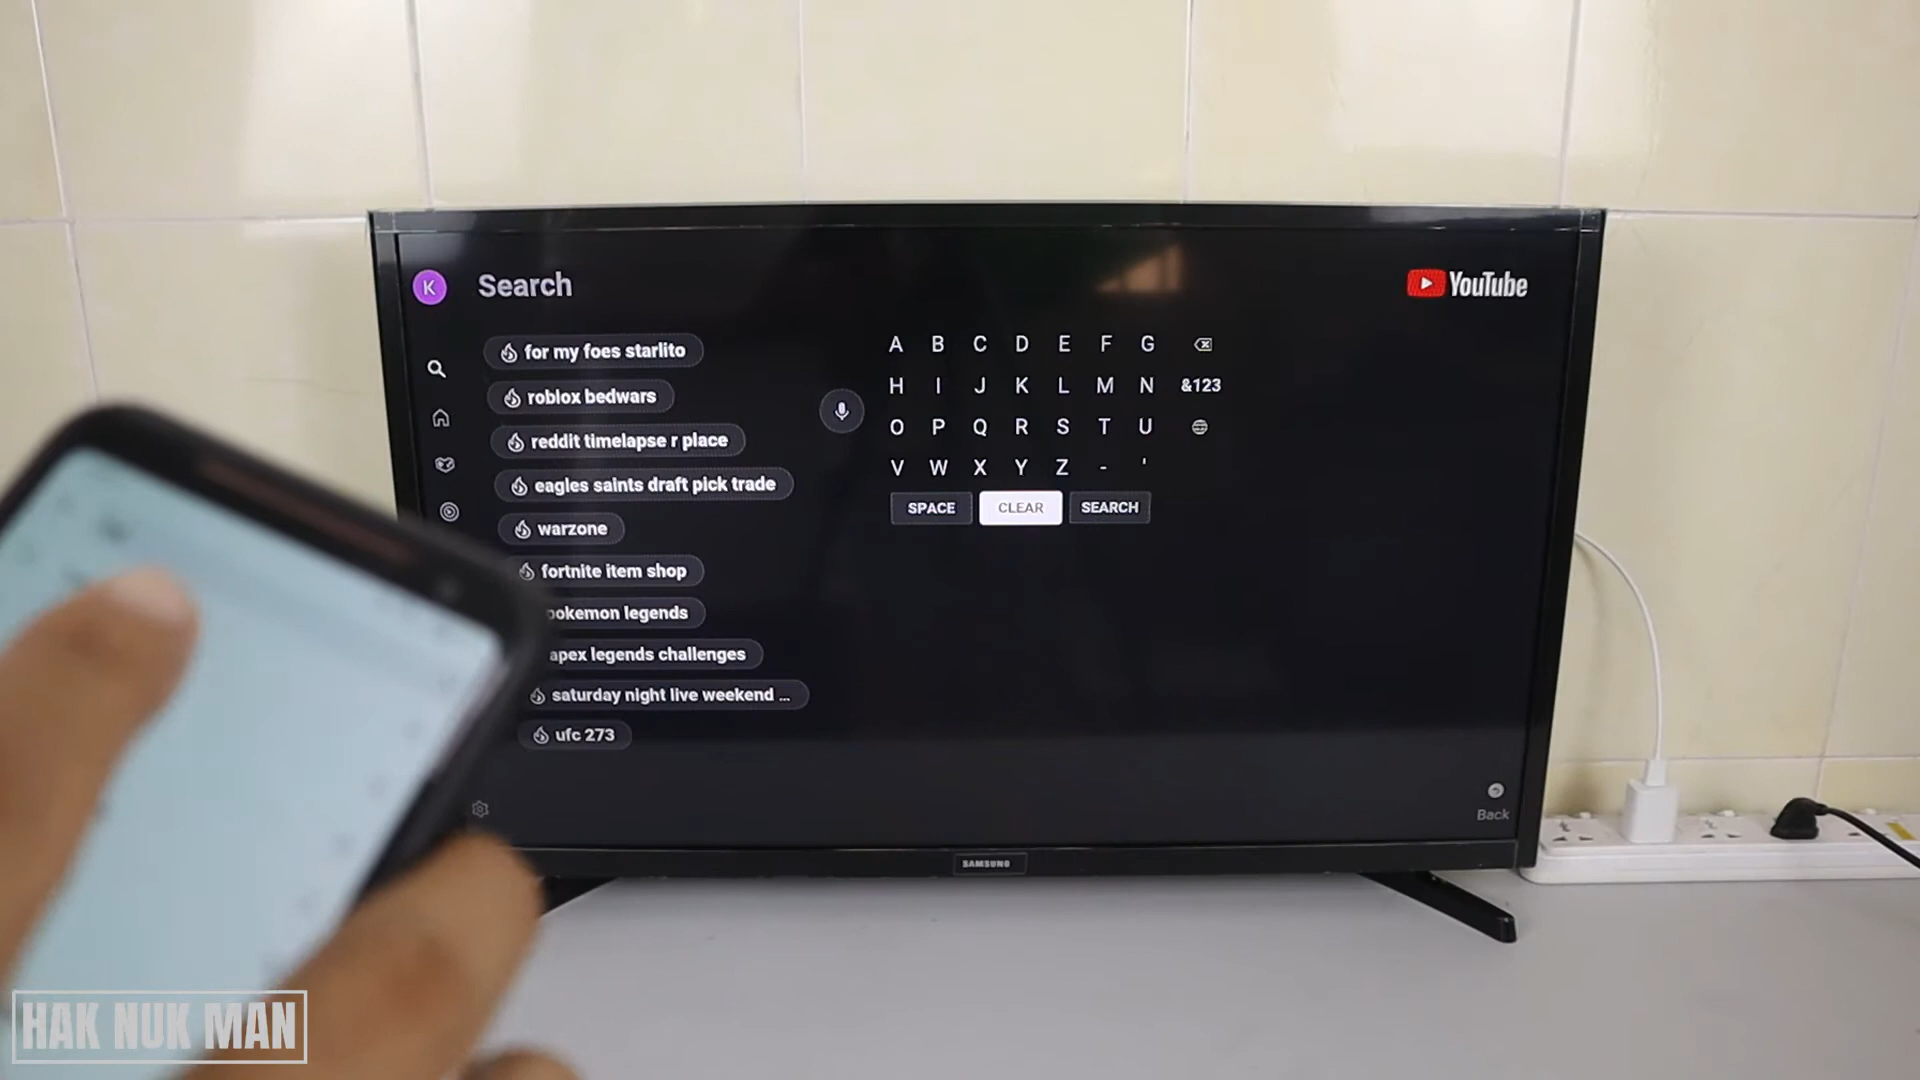 K
Search
YouTube
for my foes starlito
roblox bedwars
reddit timelapse r place
eagles saints draft pick trade
warzone
fortnite item shop
pokemon legends
apex legends challenges
saturday night live weekend ...
ufc 273
A B C D E F G
H I J K L M N &123
O P Q R S T U
V W X Y Z - '
SPACE CLEAR SEARCH
Back
SAMSUNG
HAK NUK MAN